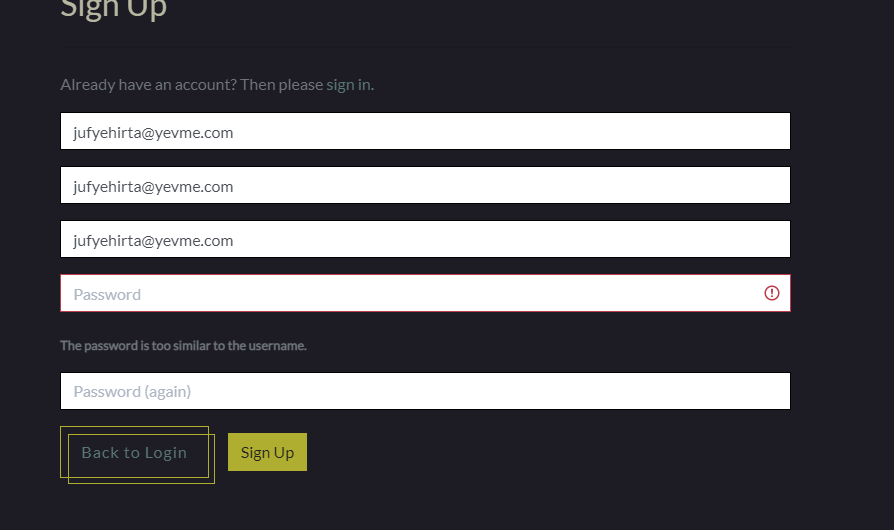 Sign Up
Already have an account? Then please sign in.
jufyehirta@yevme.com
jufyehirta@yevme.com
jufyehirta@yevme.com
Password
The password is too similar to the username.
Password (again)
Back to Login
Sign Up